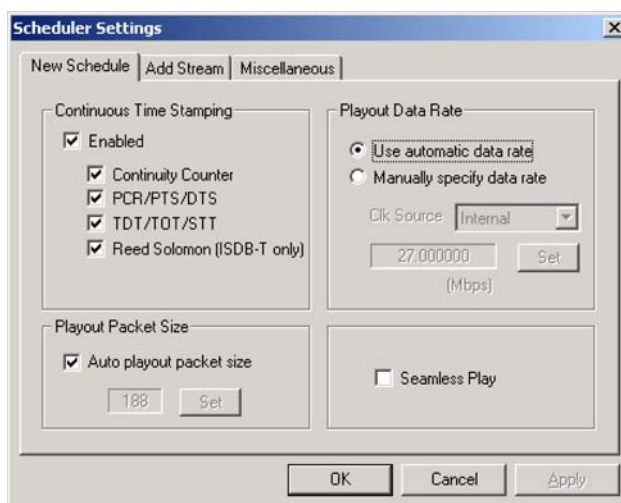 Scheduler Settings
New Schedule
Add Stream
Miscellaneous
Continuous Time Stamping
Enabled
Continuity Counter
PCR/PTS/DTS
TDT/TOT/STT
Reed Solomon (ISDB-T only)
Playout Data Rate
Use automatic data rate
Manually specify data rate
Clk Source
Internal
27.000000
Set
(Mbps)
Playout Packet Size
Auto playout packet size
188
Set
Seamless Play
OK
Cancel
Apply